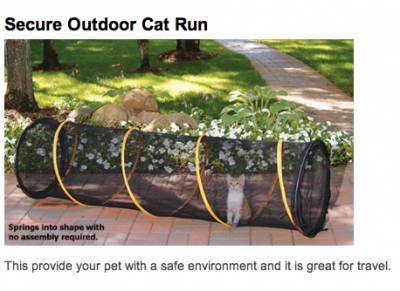 Secure Outdoor Cat Run
Springs into shape with
no assembly required.
This provide your pet with a safe environment and it is great for travel.